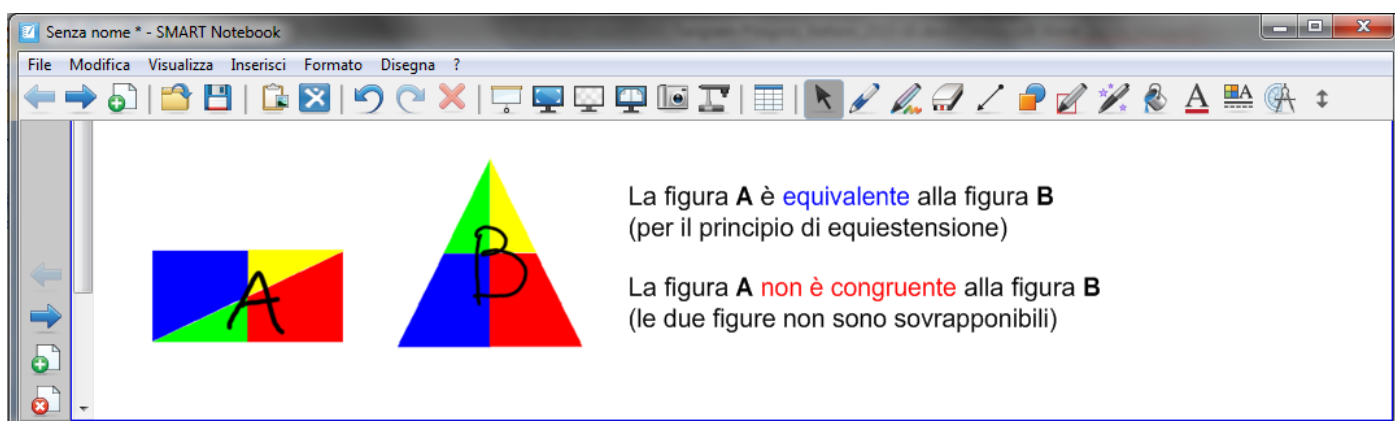 Senza nome * - SMART Notebook
File Modifica Visualizza Inserisci Formato Disegna ?
A
B
La figura A è equivalente alla figura B
(per il principio di equiestensione)
La figura A non è congruente alla figura B
(le due figure non sono sovrapponibili)